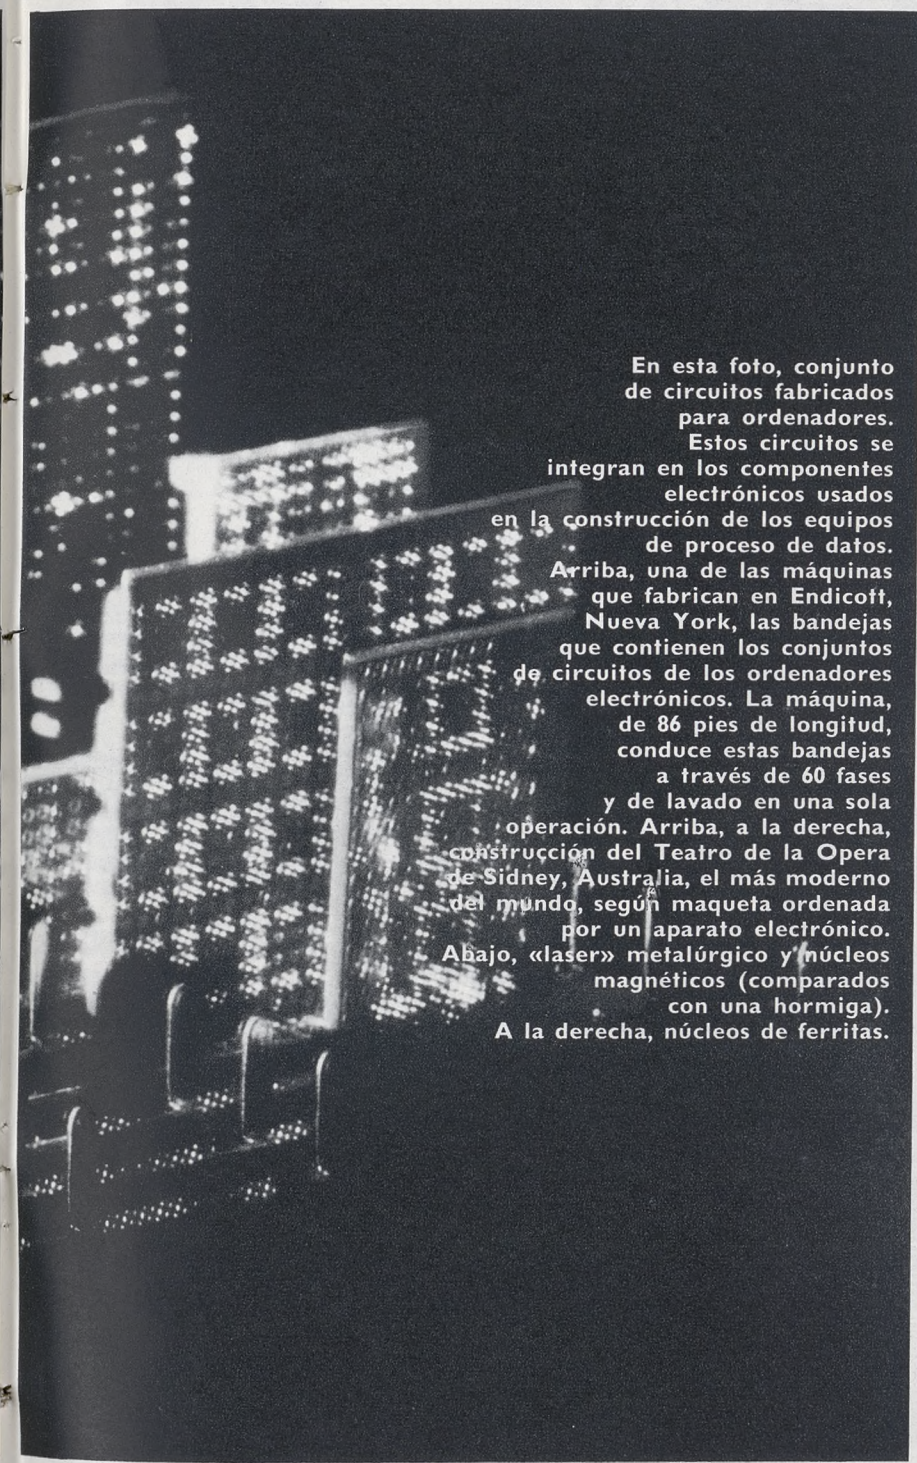 En esta foto, conjunto
de circuitos fabricados
para ordenadores.
Estos circuitos se
integran en los componentes
electrónicos usados
en la construcción de los equipos
de proceso de datos.
Arriba, una de las máquinas
que fabrican en Endicott,
Nueva York, las bandejas
que contienen los conjuntos
de circuitos de los ordenadores
electrónicos. La máquina,
de 86 pies de longitud,
conduce estas bandejas
a través de 60 fases
y de lavado en una sola
operación. Arriba, a la derecha,
construcción del Teatro de la Opera
de Sidney, Australia, el más moderno
del mundo, según maqueta ordenada
por un aparato electrónico.
Abajo, «laser» metalúrgico y núcleos
magnéticos (comparados
con una hormiga).
A la derecha, núcleos de ferritas.